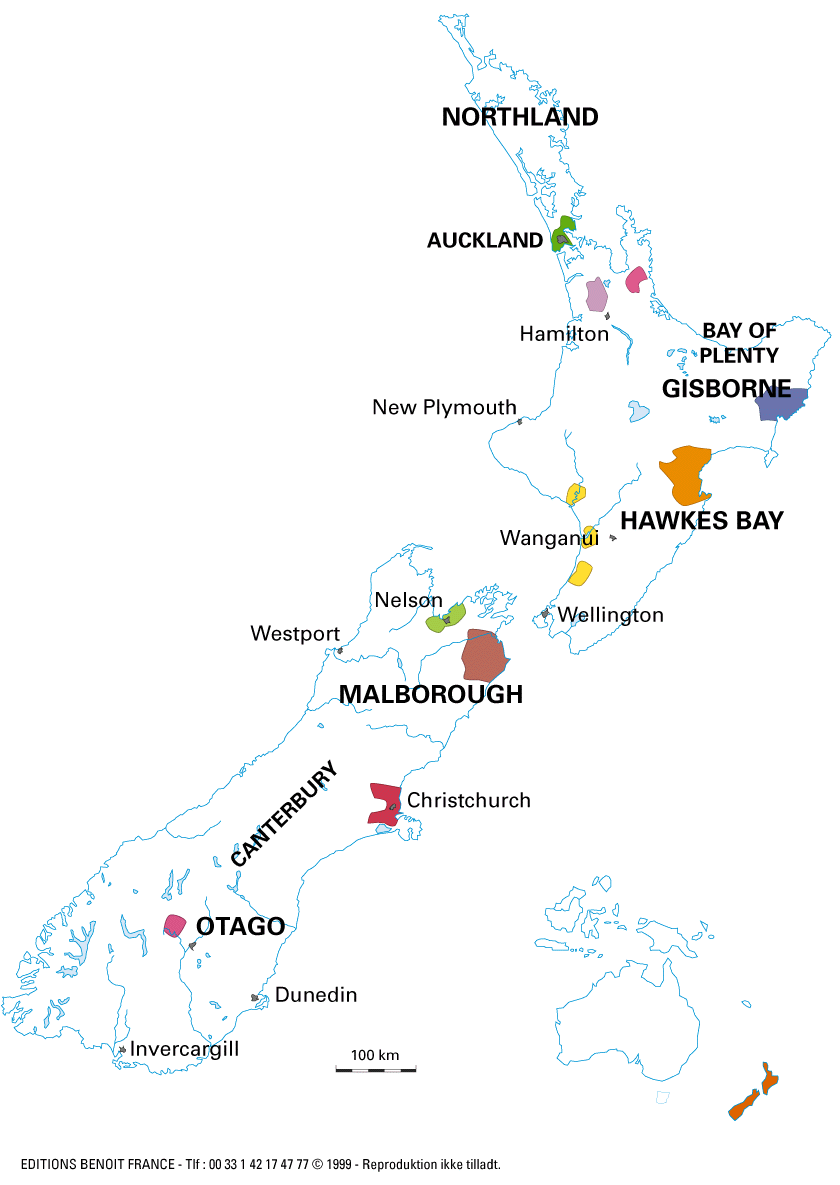 NORTHLAND
AUCKLAND
Hamilton
BAY OF
PLENTY
GISBORNE
New Plymouth
HAWKES BAY
Wanganui
Nelson
Wellington
Westport
MALBOROUGH
CANTERBURY
Christchurch
OTAGO
Dunedin
Invercargill
100 km
EDITIONS BENOIT FRANCE - Tlf : 00 33 1 42 17 47 77 © 1999 - Reproduktion ikke tilladt.